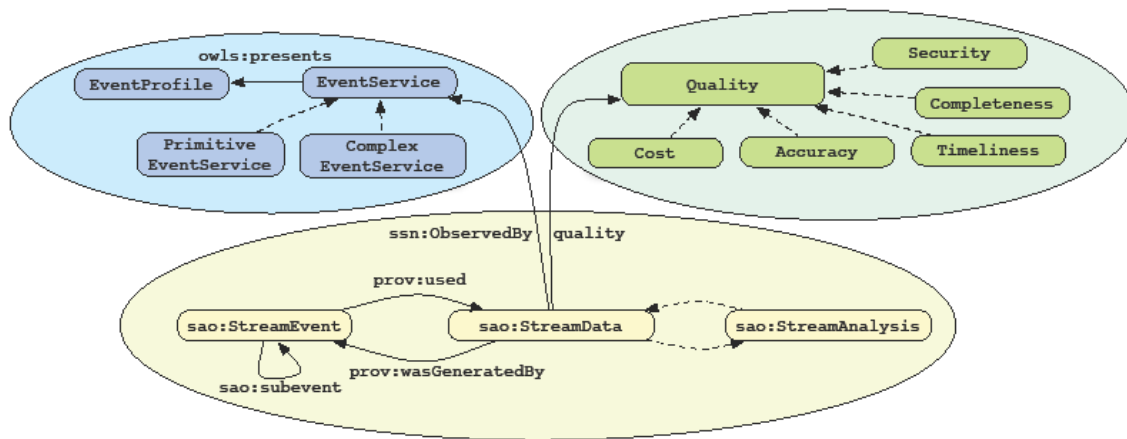 owls:presents
EventProfile
EventService
Primitive
EventService
Complex
EventService
Security
Quality
Completeness
Cost
Accuracy
Timeliness
ssn:ObservedBy
quality
prov:used
sao:StreamEvent
sao:StreamData
sao:StreamAnalysis
prov:wasGeneratedBy
sao:subevent